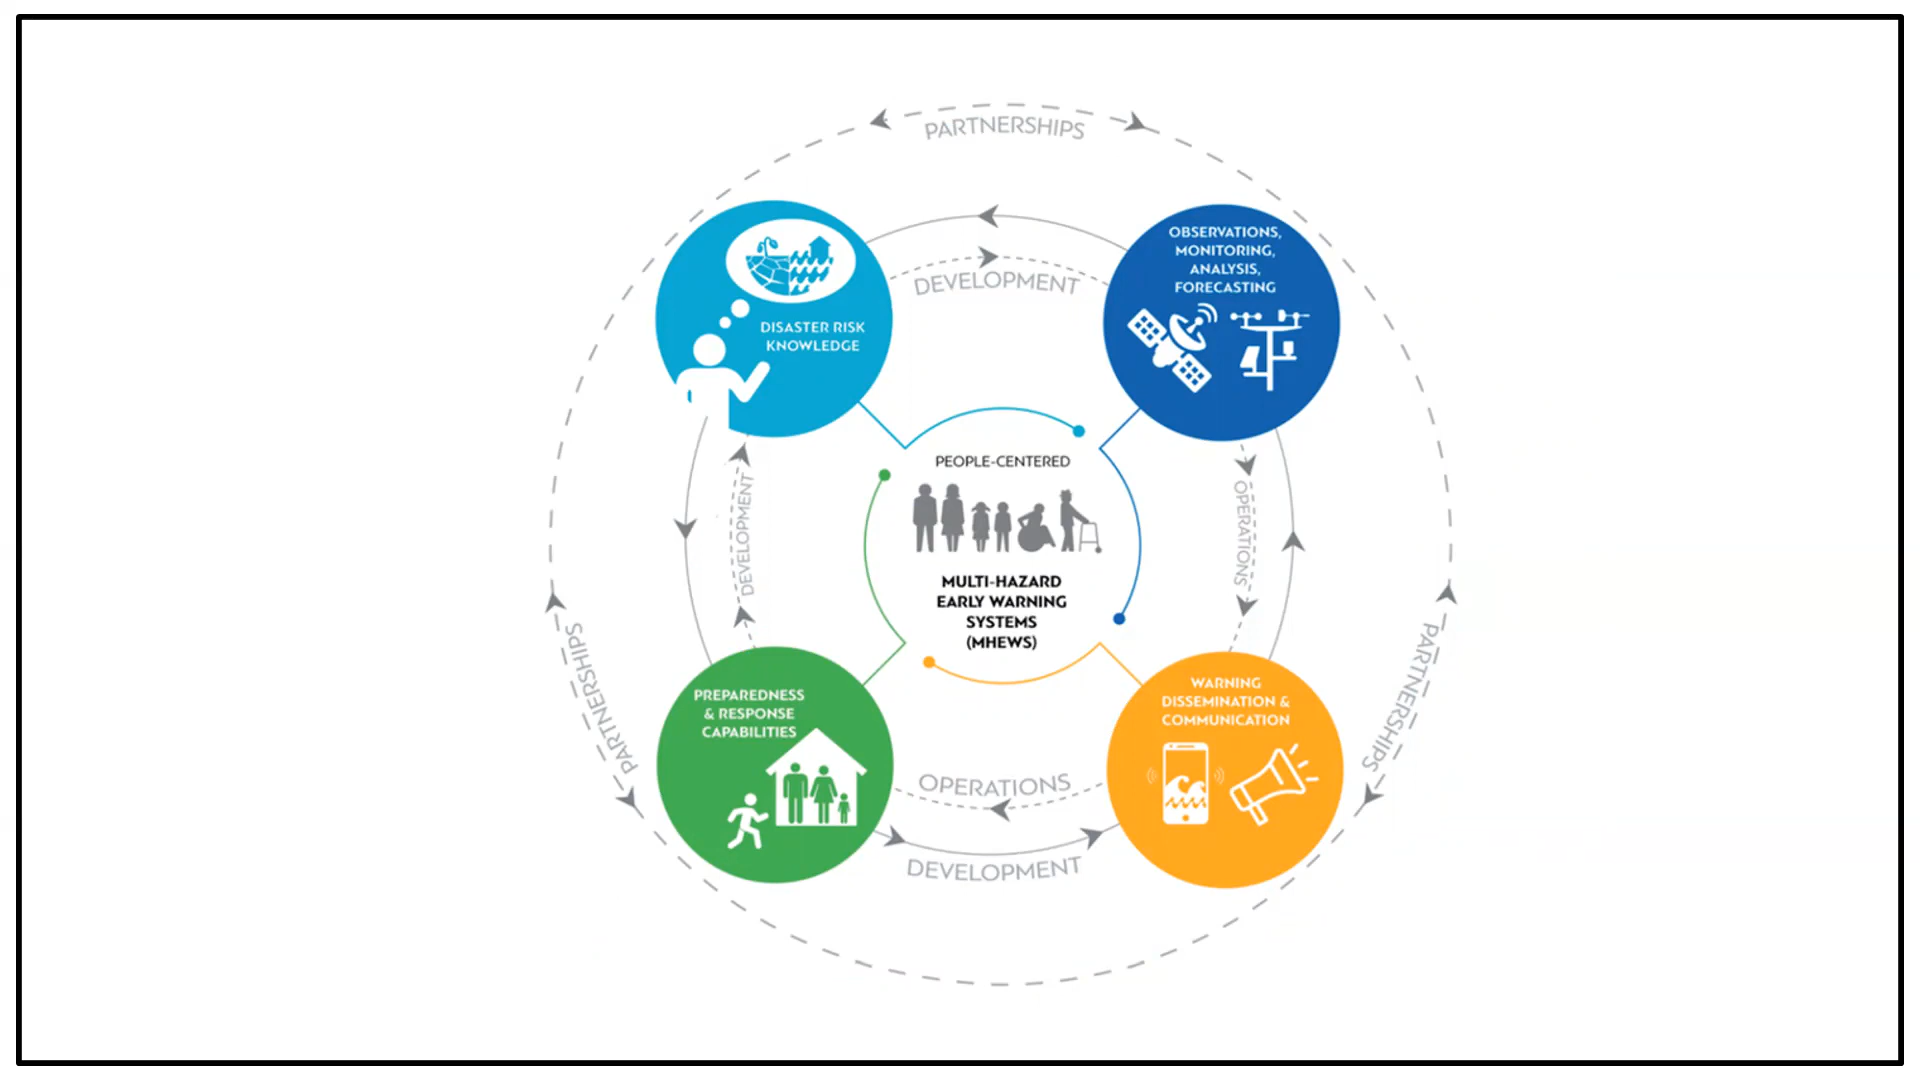 PARTNERSHIPS
DISASTER RISK
KNOWLEDGE
DEVELOPMENT
OBSERVATIONS,
MONITORING,
ANALYSIS,
FORECASTING
PEOPLE-CENTERED
MULTI-HAZARD
EARLY WARNING
SYSTEMS
(MHEWS)
DEVELOPMENT
OPERATIONS
PARTNERSHIPS
PARTNERSHIPS
PREPAREDNESS
& RESPONSE
CAPABILITIES
OPERATIONS
DEVELOPMENT
WARNING
DISSEMINATION &
COMMUNICATION